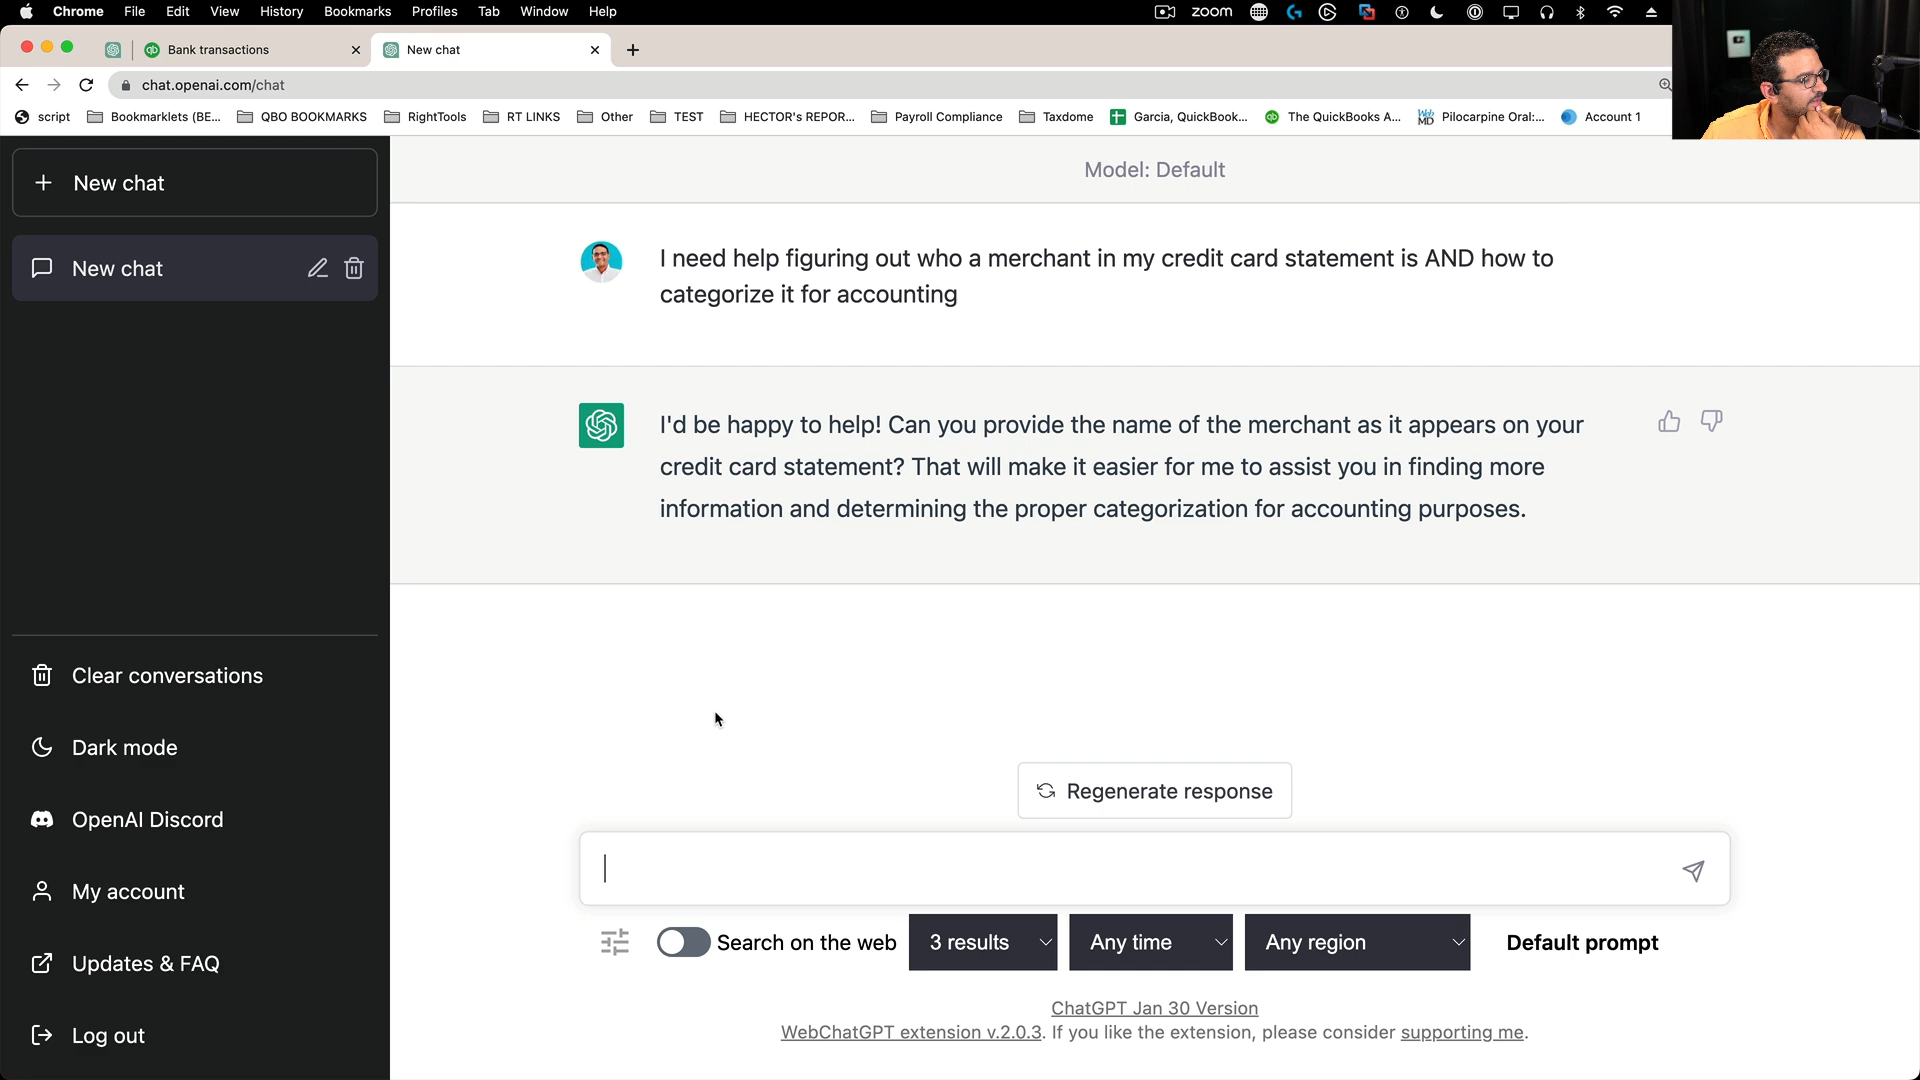 Chrome File Edit View History Bookmarks Profiles Tab Window Help
zoom
Bank transactions
New chat
chat.openai.com/chat
script
Bookmarklets (BE...
QBO BOOKMARKS
RightTools
RT LINKS
Other
TEST
HECTOR's REPOR...
Payroll Compliance
Taxdome
Garcia, QuickBook...
The QuickBooks A...
Pilocarpine Oral:...
Account 1
New chat
New chat
Clear conversations
Dark mode
OpenAI Discord
My account
Updates & FAQ
Log out
Model: Default
I need help figuring out who a merchant in my credit card statement is AND how to
categorize it for accounting
I'd be happy to help! Can you provide the name of the merchant as it appears on your
credit card statement? That will make it easier for me to assist you in finding more
information and determining the proper categorization for accounting purposes.
Regenerate response
Search on the web
3 results
Any time
Any region
Default prompt
ChatGPT Jan 30 Version
WebChatGPT extension v.2.0.3. If you like the extension, please consider supporting me.